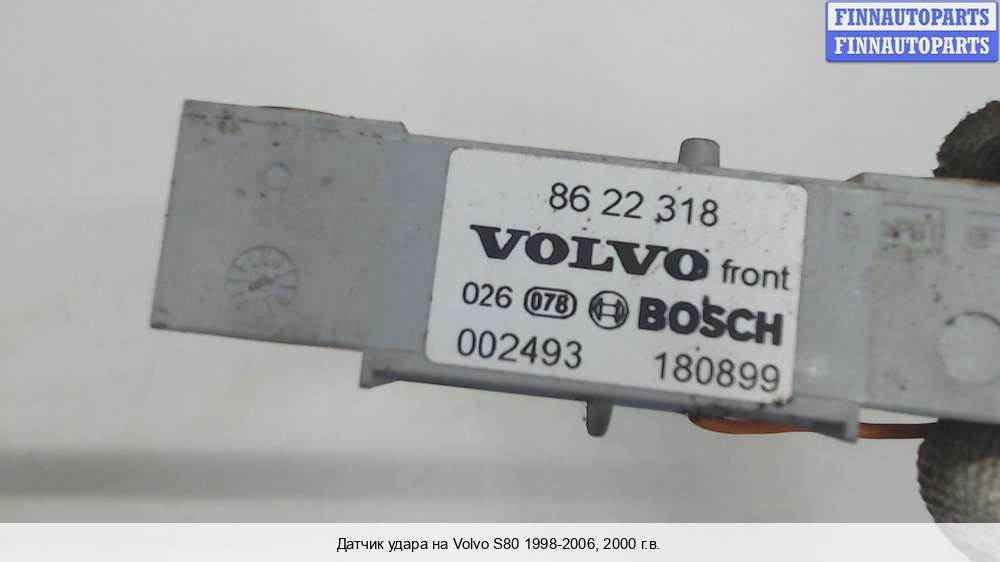 FINNAUTOPARTS
FINNAUTOPARTS
86 22 318
VOLVO front
026 078 BOSCH
002493 180899
Датчик удара на Volvo S80 1998-2006, 2000 г.в.